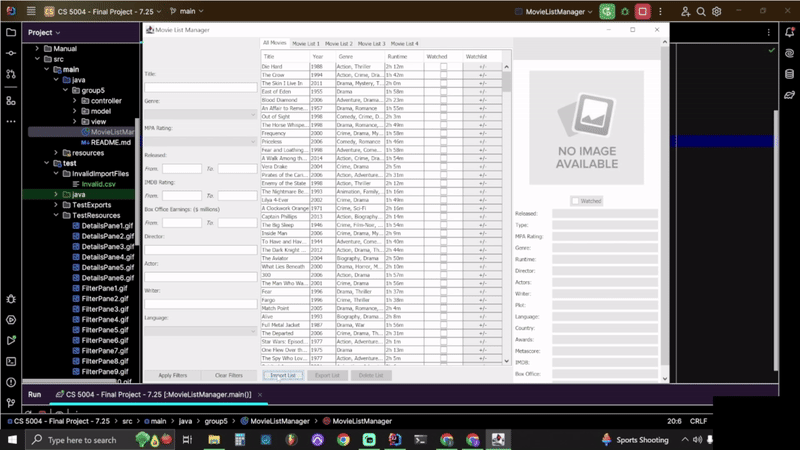 CS CS 5004 - Final Project - 7.25
main
MovieListManager
Project
Manual
src
main
java
group5
controller
model
view
MovieListMar
README.md
resources
test
InvalidImportFiles
Invalid.csv
java
TestExports
TestResources
DetailsPane1.gif
DetailsPane2.gif
DetailsPane3.gif
DetailsPane4.gif
DetailsPane5.gif
DetailsPane6.gif
FilterPane1.gif
FilterPane2.gif
FilterPane3.gif
FilterPane4.gif
FilterPane5.gif
FilterPane6.gif
FilterPane7.gif
FilterPane8.gif
FilterPane9.gif
Movie List Manager
Title:
Genre:
MPA Rating:
Released:
From: To:
IMDB Rating:
From: To:
Box Office Earnings: ($ millions)
From: To:
Director:
Actor:
Writer:
Language:
Apply Filters Clear Filters
All Movies Movie List 1 Movie List 2 Movie List 3 Movie List 4
Title Year Genre Runtime Watched Watchlist
Die Hard 1988 Action, Thriller 2h 12m +/-
The Crow 1994 Action, Crime, Dra... 1h 42m +/-
The Skin I Live In 2011 Drama, Mystery, T... 2h 0m +/-
East of Eden 1955 Drama 1h 58m +/-
Blood Diamond 2006 Adventure, Drama... 2h 23m +/-
An Affair to Reme... 1957 Drama, Romance 1h 55m +/-
Out of Sight 1998 Comedy, Crime, D... 2h 3m +/-
The Horse Whispe... 1998 Drama, Romance, ... 2h 50m +/-
Frequency 2000 Crime, Drama, My... 1h 58m +/-
Priceless 2006 Comedy, Romance 1h 46m +/-
Fear and Loathing... 1998 Adventure, Come... 1h 58m +/-
A Walk Among th... 2014 Action, Crime, Dra... 1h 54m +/-
Vera Drake 2004 Crime, Drama 2h 5m +/-
Pirates of the Cari... 2006 Action, Adventure... 2h 31m +/-
Enemy of the State 1998 Action, Thriller 2h 12m +/-
The Nightmare Be... 1993 Animation, Family, ... 1h 16m +/-
Lilya 4-Ever 2002 Crime, Drama 1h 49m +/-
A Clockwork Orange 1971 Crime, Sci-Fi 2h 16m +/-
Captain Phillips 2013 Action, Biography... 2h 14m +/-
The Big Sleep 1946 Crime, Film-Noir, ... 1h 54m +/-
Inside Man 2006 Crime, Drama, My... 2h 9m +/-
To Have and Hav... 1944 Adventure, Come... 1h 40m +/-
The Dark Knight ... 2012 Action, Drama, Th... 2h 44m +/-
The Aviator 2004 Biography, Drama 2h 50m +/-
What Lies Beneath 2000 Drama, Horror, M... 2h 10m +/-
300 2006 Action, Drama 1h 57m +/-
The Man Who Wa... 2001 Crime, Drama 1h 56m +/-
Fear 1996 Drama, Thriller 1h 37m +/-
Fargo 1996 Crime, Thriller 1h 38m +/-
Match Point 2005 Drama, Romance, ... 2h 4m +/-
Alive 1993 Biography, Drama... 2h 0m +/-
Full Metal Jacket 1987 Drama, War 1h 56m +/-
The Departed 2006 Crime, Drama, Th... 2h 31m +/-
Star Wars: Episod... 1977 Action, Adventure... 2h 1m +/-
One Flew Over th... 1975 Drama 2h 13m +/-
The Spy Who Lov... 1977 Action, Adventure... 2h 5m +/-
Import List Export List Delete List
NO IMAGE
AVAILABLE
Watched
Released:
Type:
MPA Rating:
Genre:
Runtime:
Director:
Actors:
Writer:
Plot:
Language:
Country:
Awards:
Metascore:
IMDB:
Box Office:
Run CS 5004 - Final Project - 7.25 [:MovieListManager.main()]
CS 5004 - Final Project - 7.25 src main java group5 MovieListManager MovieListManager 20:6 CRLF
Type here to search
Sports Shooting